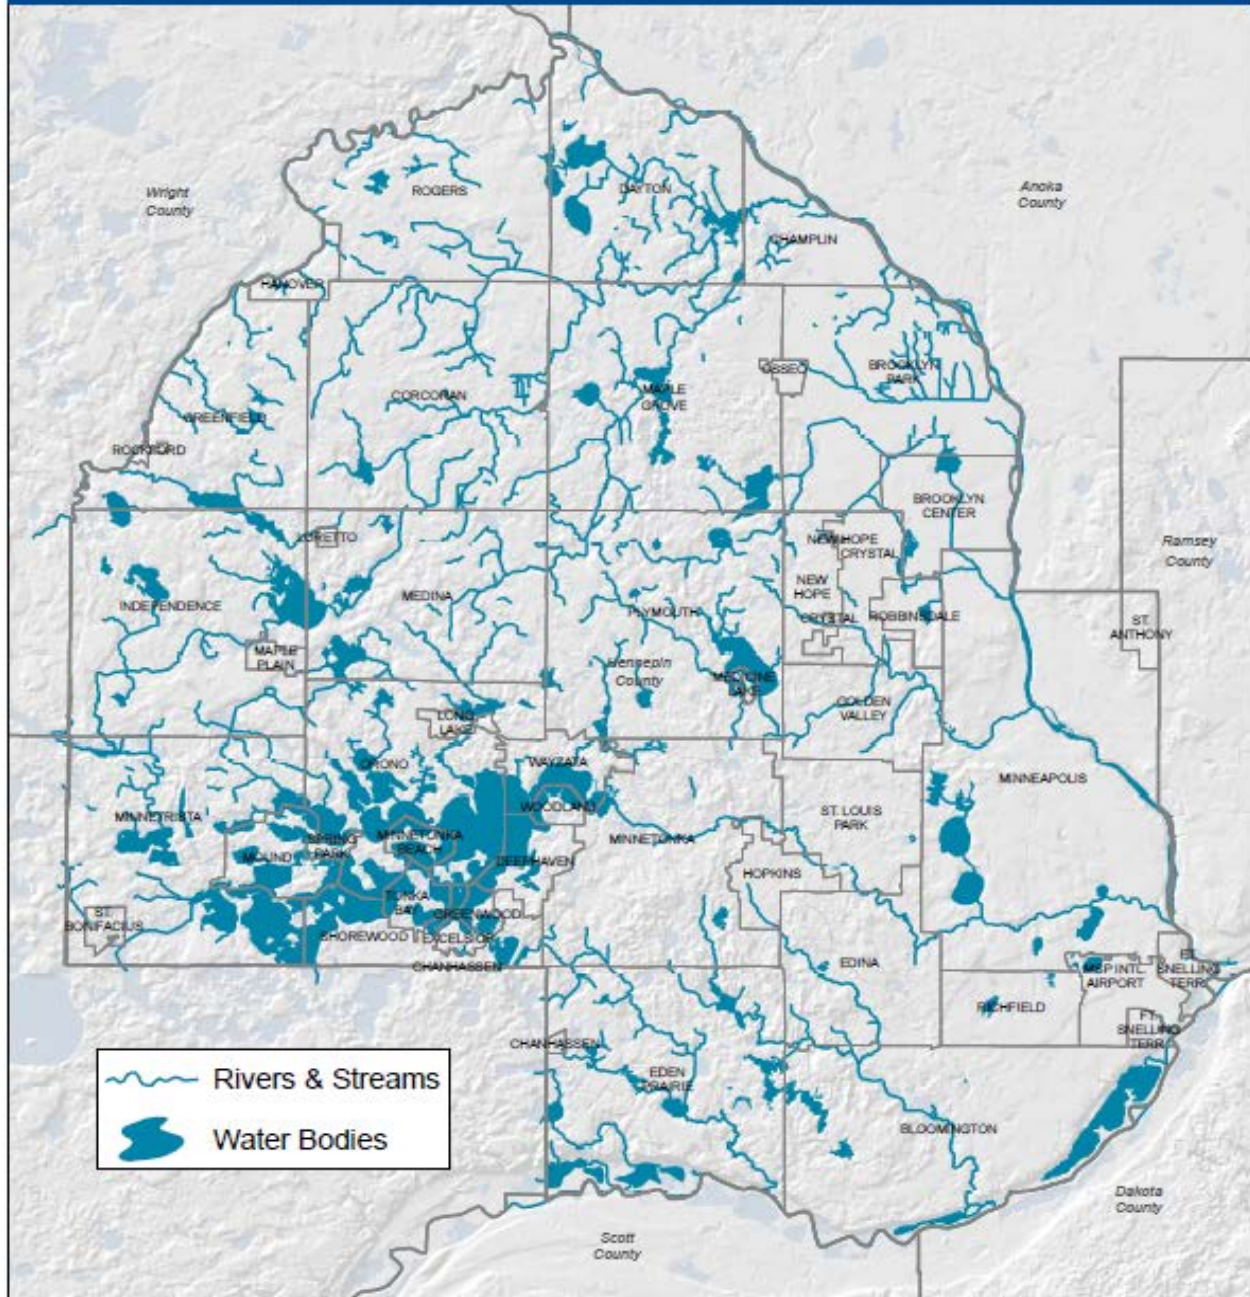 Wright
County
Anoka
County
ROGERS
DAYTON
CHAMPLIN
HANOVER
OSSEO
BROOKLYN
PARK
CORCORAN
MAPLE
GROVE
GREENFIELD
ROCKFORD
BROOKLYN
CENTER
LORETTO
NEW HOPE
CRYSTAL
Ramsey
County
NEW
HOPE
CRYSTAL
ROBBINSDALE
INDEPENDENCE
MEDINA
PLYMOUTH
ST.
ANTHONY
MAPLE
PLAIN
Hennepin
County
MEDICINE
LAKE
GOLDEN
VALLEY
LONG
LAKE
ORONO
WAYZATA
MINNEAPOLIS
WOODLAND
MINNETRISTA
ST. LOUIS
PARK
SPRING
PARK
MINNETONKA
BEACH
MINNETONKA
MOUND
DEEPHAVEN
HOPKINS
TONKA
BAY
GREENWOOD
ST.
BONIFACIUS
SHOREWOOD
EXCELSIOR
CHANHASSEN
EDINA
MSP INTL.
AIRPORT
FT.
SNELLING
TERR.
RICHFIELD
FT.
SNELLING
TERR.
CHANHASSEN
EDEN
PRAIRIE
BLOOMINGTON
Rivers & Streams
Water Bodies
Dakota
County
Scott
County